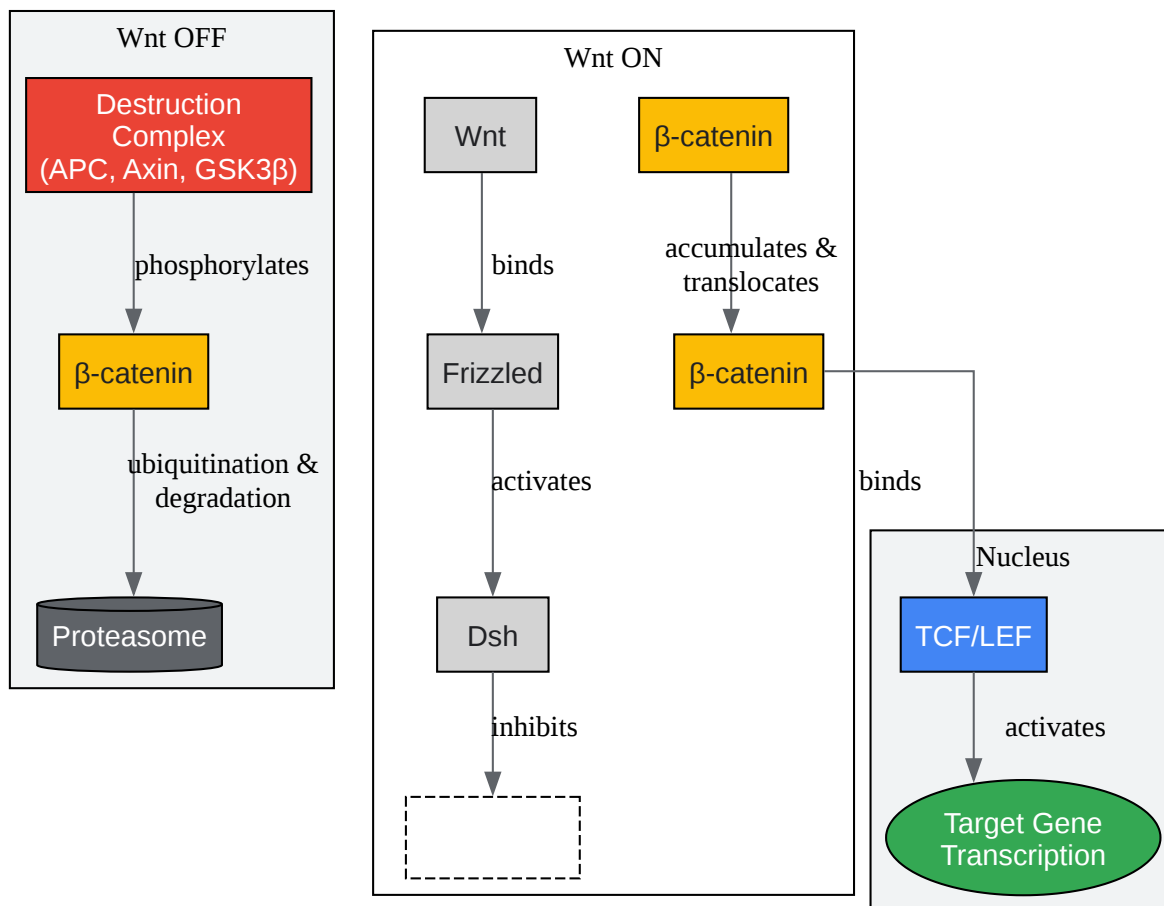 Wnt OFF
Destruction
Complex
(APC, Axin, GSK3β)
phosphorylates
β-catenin
ubiquitination &
degradation
Proteasome
Wnt ON
Wnt
binds
Frizzled
activates
Dsh
inhibits
β-catenin
accumulates &
translocates
β-catenin
binds
Nucleus
TCF/LEF
activates
Target Gene
Transcription